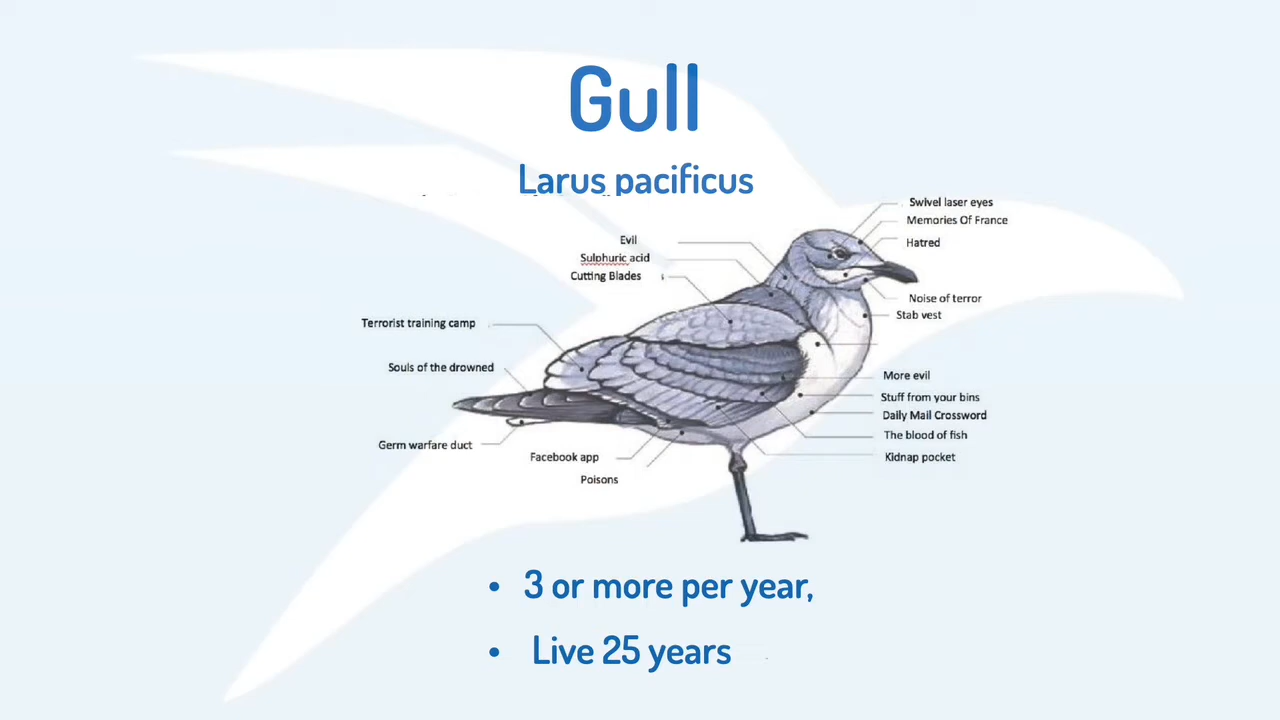 Gull
Larus pacificus
Swivel laser eyes
Memories Of France
Hatred
Evil
Sulphuric acid
Cutting Blades
Noise of terror
Stab vest
Terrorist training camp
Souls of the drowned
More evil
Stuff from your bins
Daily Mail Crossword
The blood of fish
Kidnap pocket
Germ warfare duct
Facebook app
Poisons
• 3 or more per year,
• Live 25 years